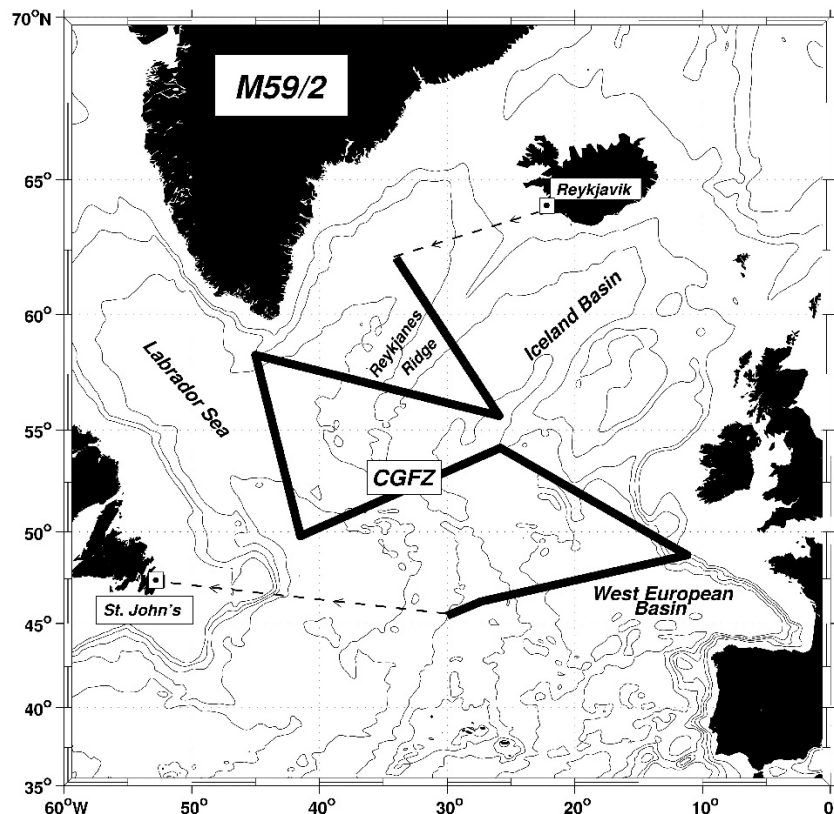 70°N
M59/2
65°
Reykjavik
60°
Reykjanes
Ridge
Iceland Basin
Labrador Sea
55°
CGFZ
50°
St. John's
West European
Basin
45°
40°
35°
60°W
50°
40°
30°
20°
10°
0